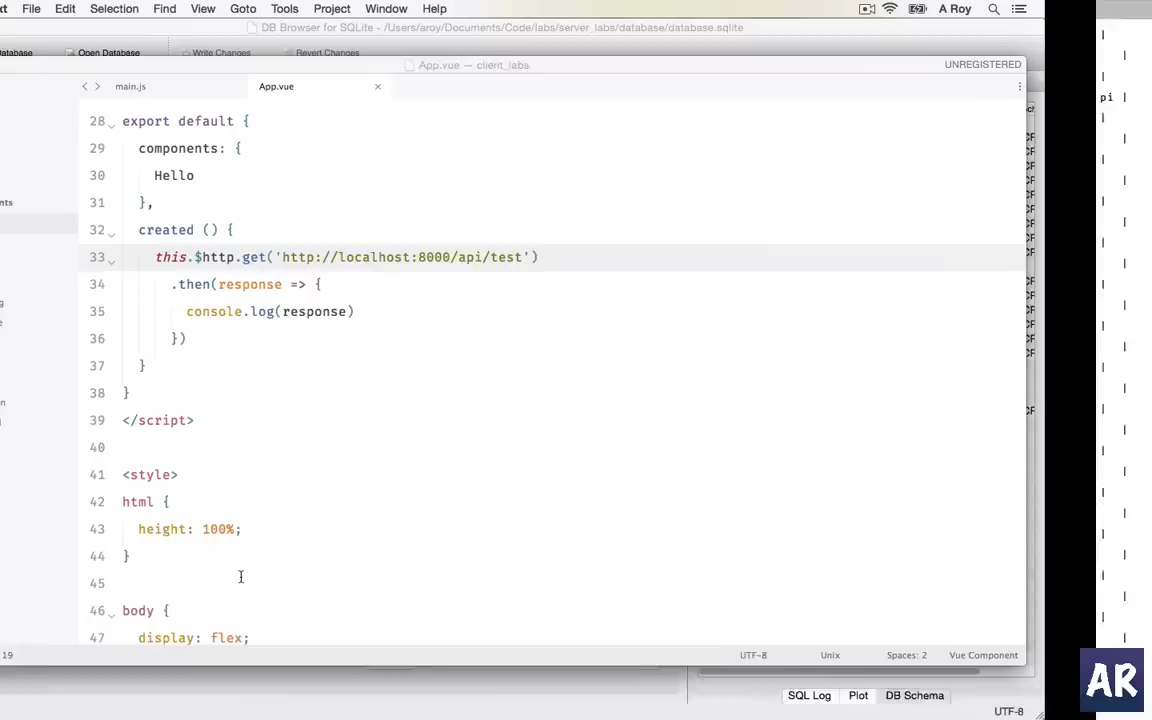 File Edit Selection Find View Goto Tools Project Window Help A Roy
DB Browser for SQLite - /Users/aroy/Documents/Code/labs/server_labs/database/database.sqlite
Open Database Write Changes Revert Changes
App.vue — client_labs UNREGISTERED
main.js App.vue
28 export default {
29 components: {
30 Hello
31 },
32 created () {
33 this.$http.get('http://localhost:8000/api/test')
34 .then(response => {
35 console.log(response)
36 })
37 }
38 }
39 </script>
40
41 <style>
42 html {
43 height: 100%;
44 }
45
46 body {
47 display: flex;
19 UTF-8 Unix Spaces: 2 Vue Component
SQL Log Plot DB Schema
UTF-8
AR